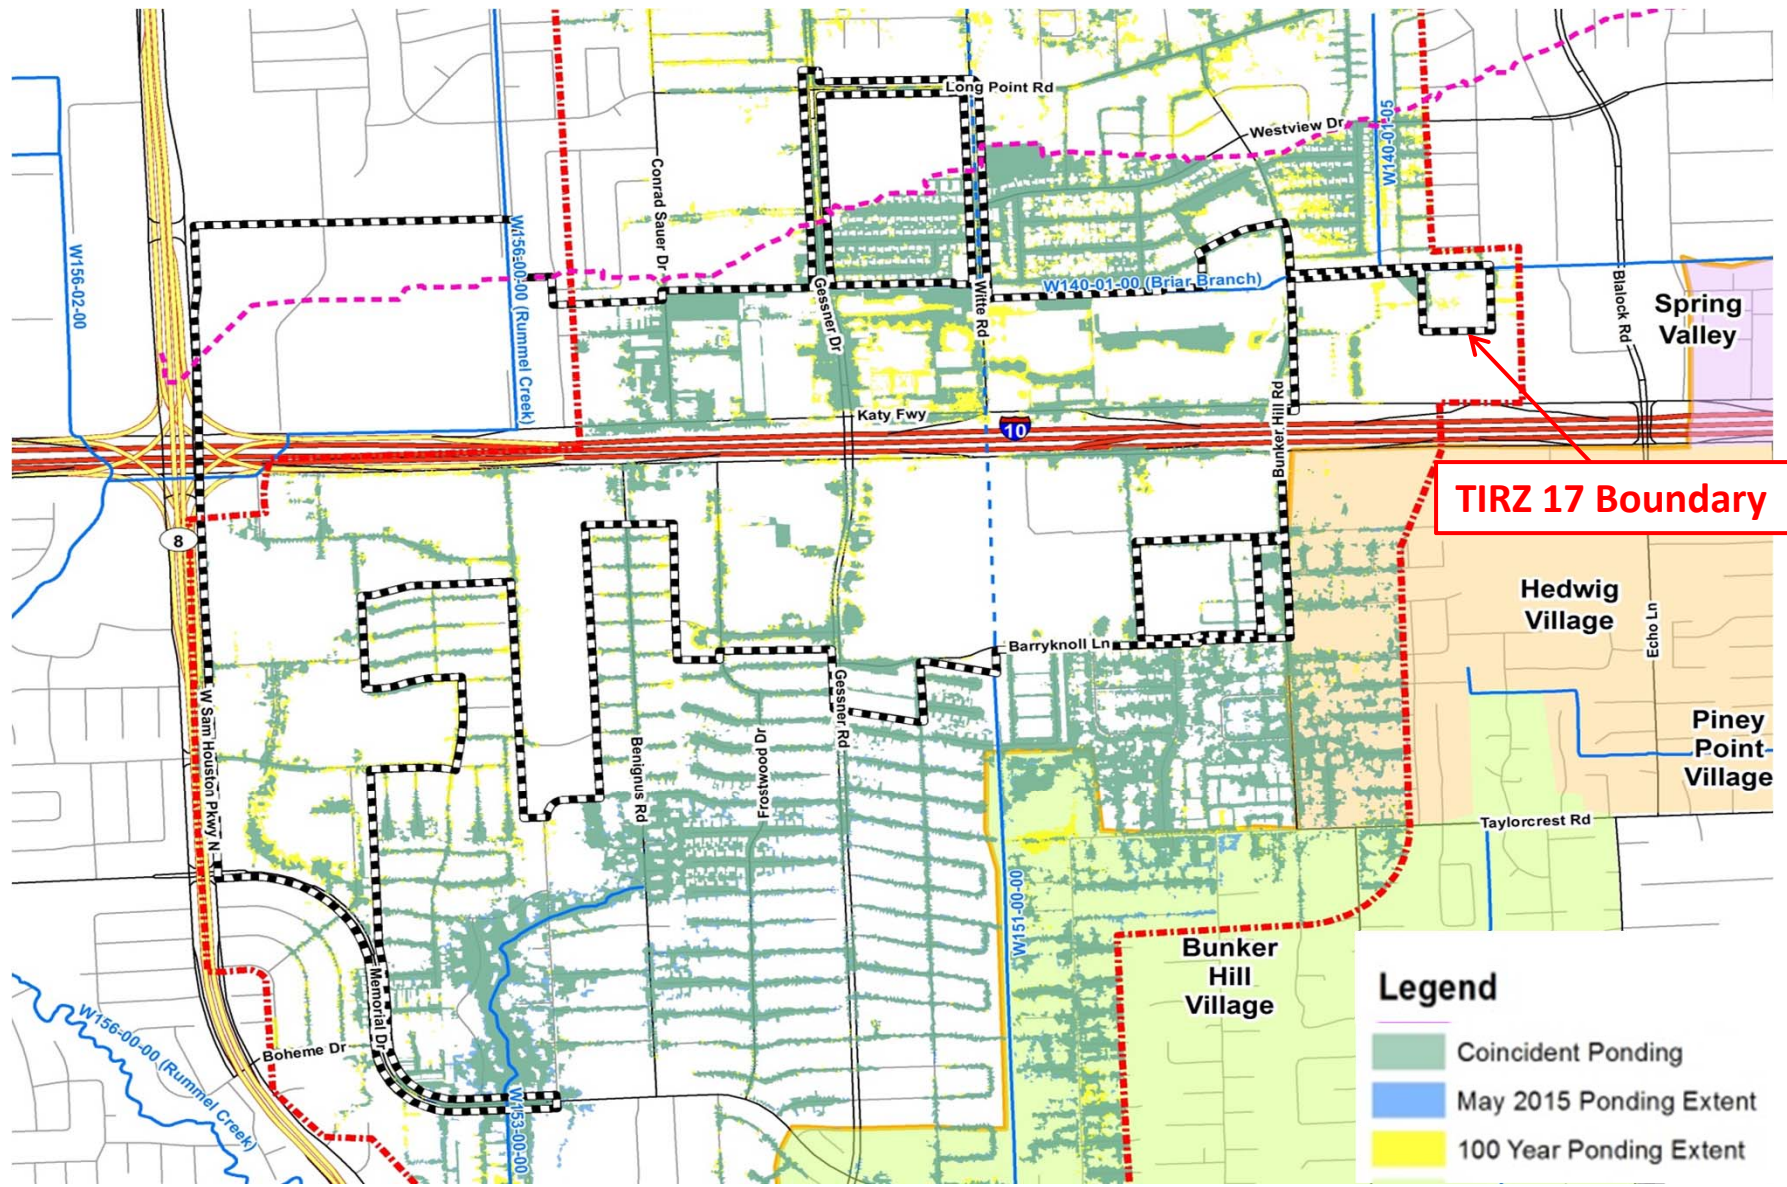 Long Point Rd
Westview Dr
W140-01-05
Conrad Sauer Dr
W156-02-00
W156-00-00 (Rummel Creek)
Gessner Dr
Witte Rd
W140-01-00 (Briar Branch)
Blalock Rd
Spring
Valley
Katy Fwy
10
Bunker Hill Rd
TIRZ 17 Boundary
8
Hedwig
Village
Echo Ln
Barryknoll Ln
W Sam Houston Pkwy N
Benignus Rd
Frostwood Dr
Gessner Rd
Piney
Point
Village
Taylorcrest Rd
W151-00-00
Bunker
Hill
Village
Memorial Dr
Boheme Dr
W156-00-00 (Rummel Creek)
W153-00-00
Legend
Coincident Ponding
May 2015 Ponding Extent
100 Year Ponding Extent